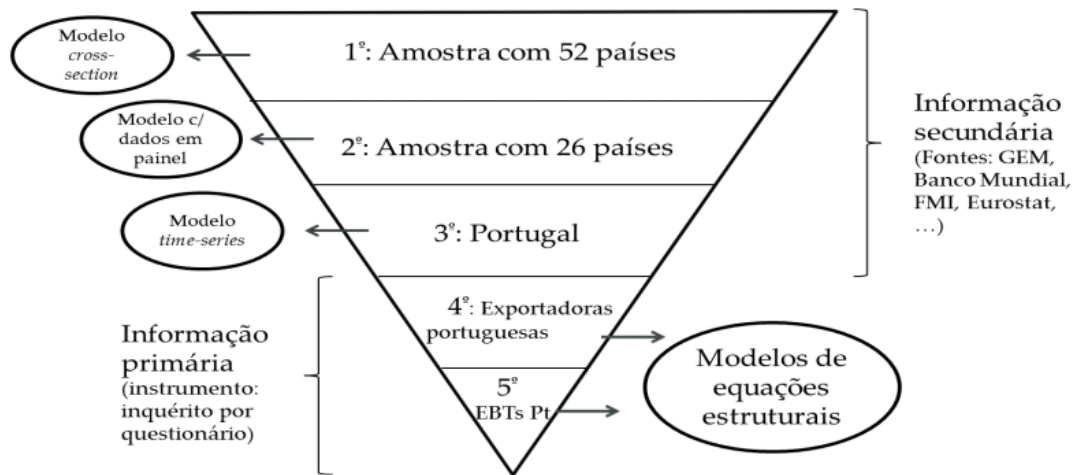 Modelo
cross-
section
1º: Amostra com 52 países
Modelo c/
dados em
painel
2º: Amostra com 26 países
Modelo
time-series
3º: Portugal
Informação
secundária
(Fontes: GEM,
Banco Mundial,
FMI, Eurostat,
…)
Informação
primária
(instrumento:
inquérito por
questionário)
4º: Exportadoras
portuguesas
5º
EBTs Pt
Modelos de
equações
estruturais